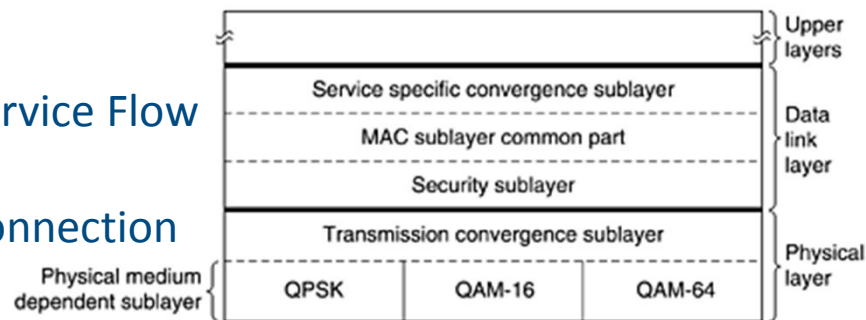 Upper
layers
Service specific convergence sublayer
rvice Flow
MAC sublayer common part
Data
link
layer
Security sublayer
onnection
Transmission convergence sublayer
Physical
layer
Physical medium
dependent sublayer
QPSK
QAM-16
QAM-64